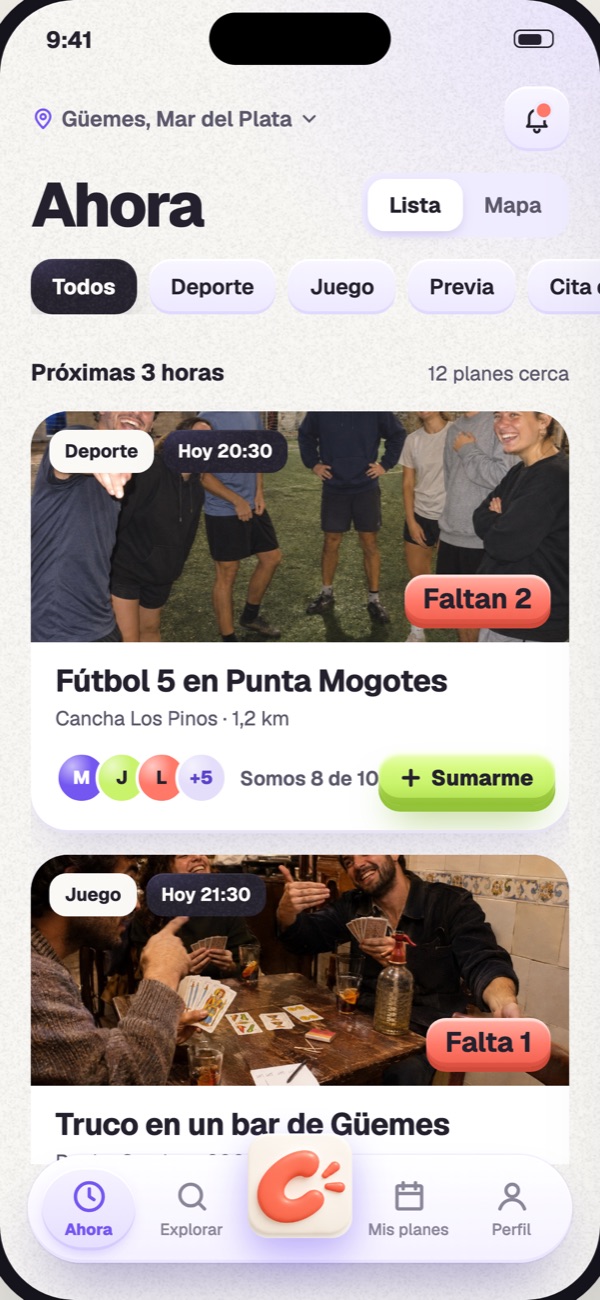 9:41
Güemes, Mar del Plata
Ahora
Lista
Mapa
Todos
Deporte
Juego
Previa
Cita
Próximas 3 horas
12 planes cerca
Deporte
Hoy 20:30
Faltan 2
Fútbol 5 en Punta Mogotes
Cancha Los Pinos · 1,2 km
M
J
L
+5
Somos 8 de 10
+ Sumarme
Juego
Hoy 21:30
Falta 1
Truco en un bar de Güemes
Ahora
Explorar
Mis planes
Perfil